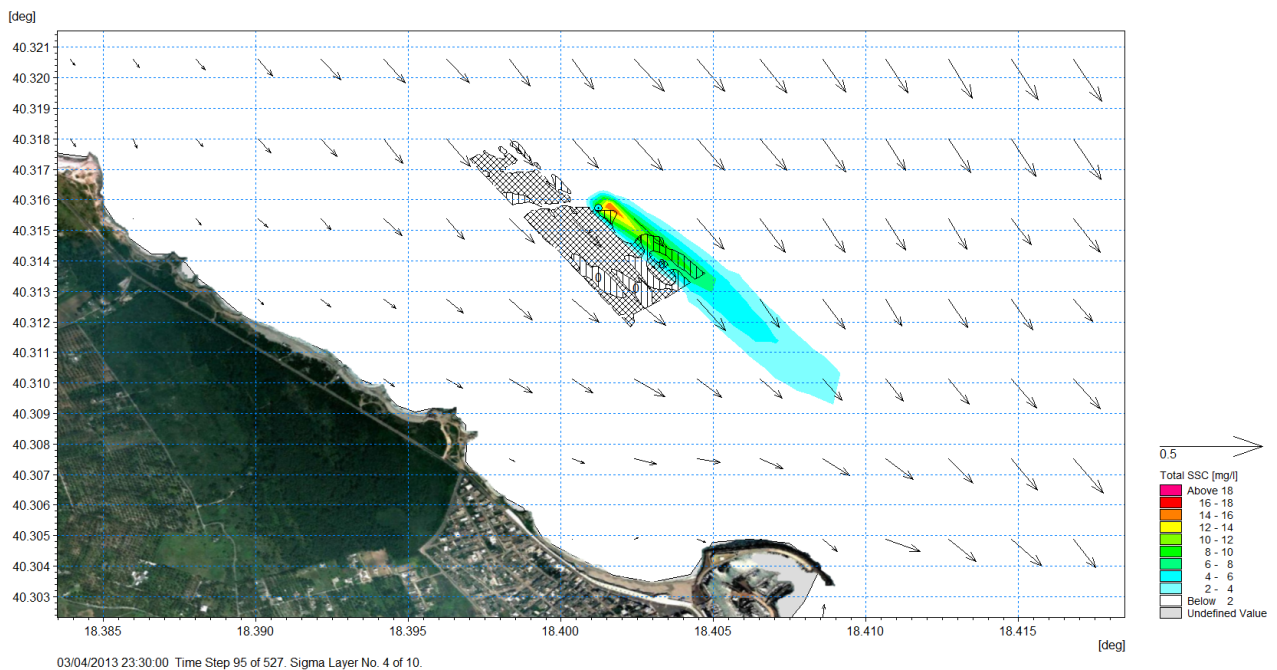 [deg]
40.321
40.320
40.319
40.318
40.317
40.316
40.315
40.314
40.313
40.312
40.311
40.310
40.309
40.308
40.307
40.306
40.305
40.304
40.303
0
0
18.385 18.390 18.395 18.400 18.405 18.410 18.415
[deg]
03/04/2013 23:30:00 Time Step 95 of 527. Sigma Layer No. 4 of 10.
0.5
Total SSC [mg/l]
Above 18
16 - 18
14 - 16
12 - 14
10 - 12
8 - 10
6 - 8
4 - 6
2 - 4
Below 2
Undefined Value